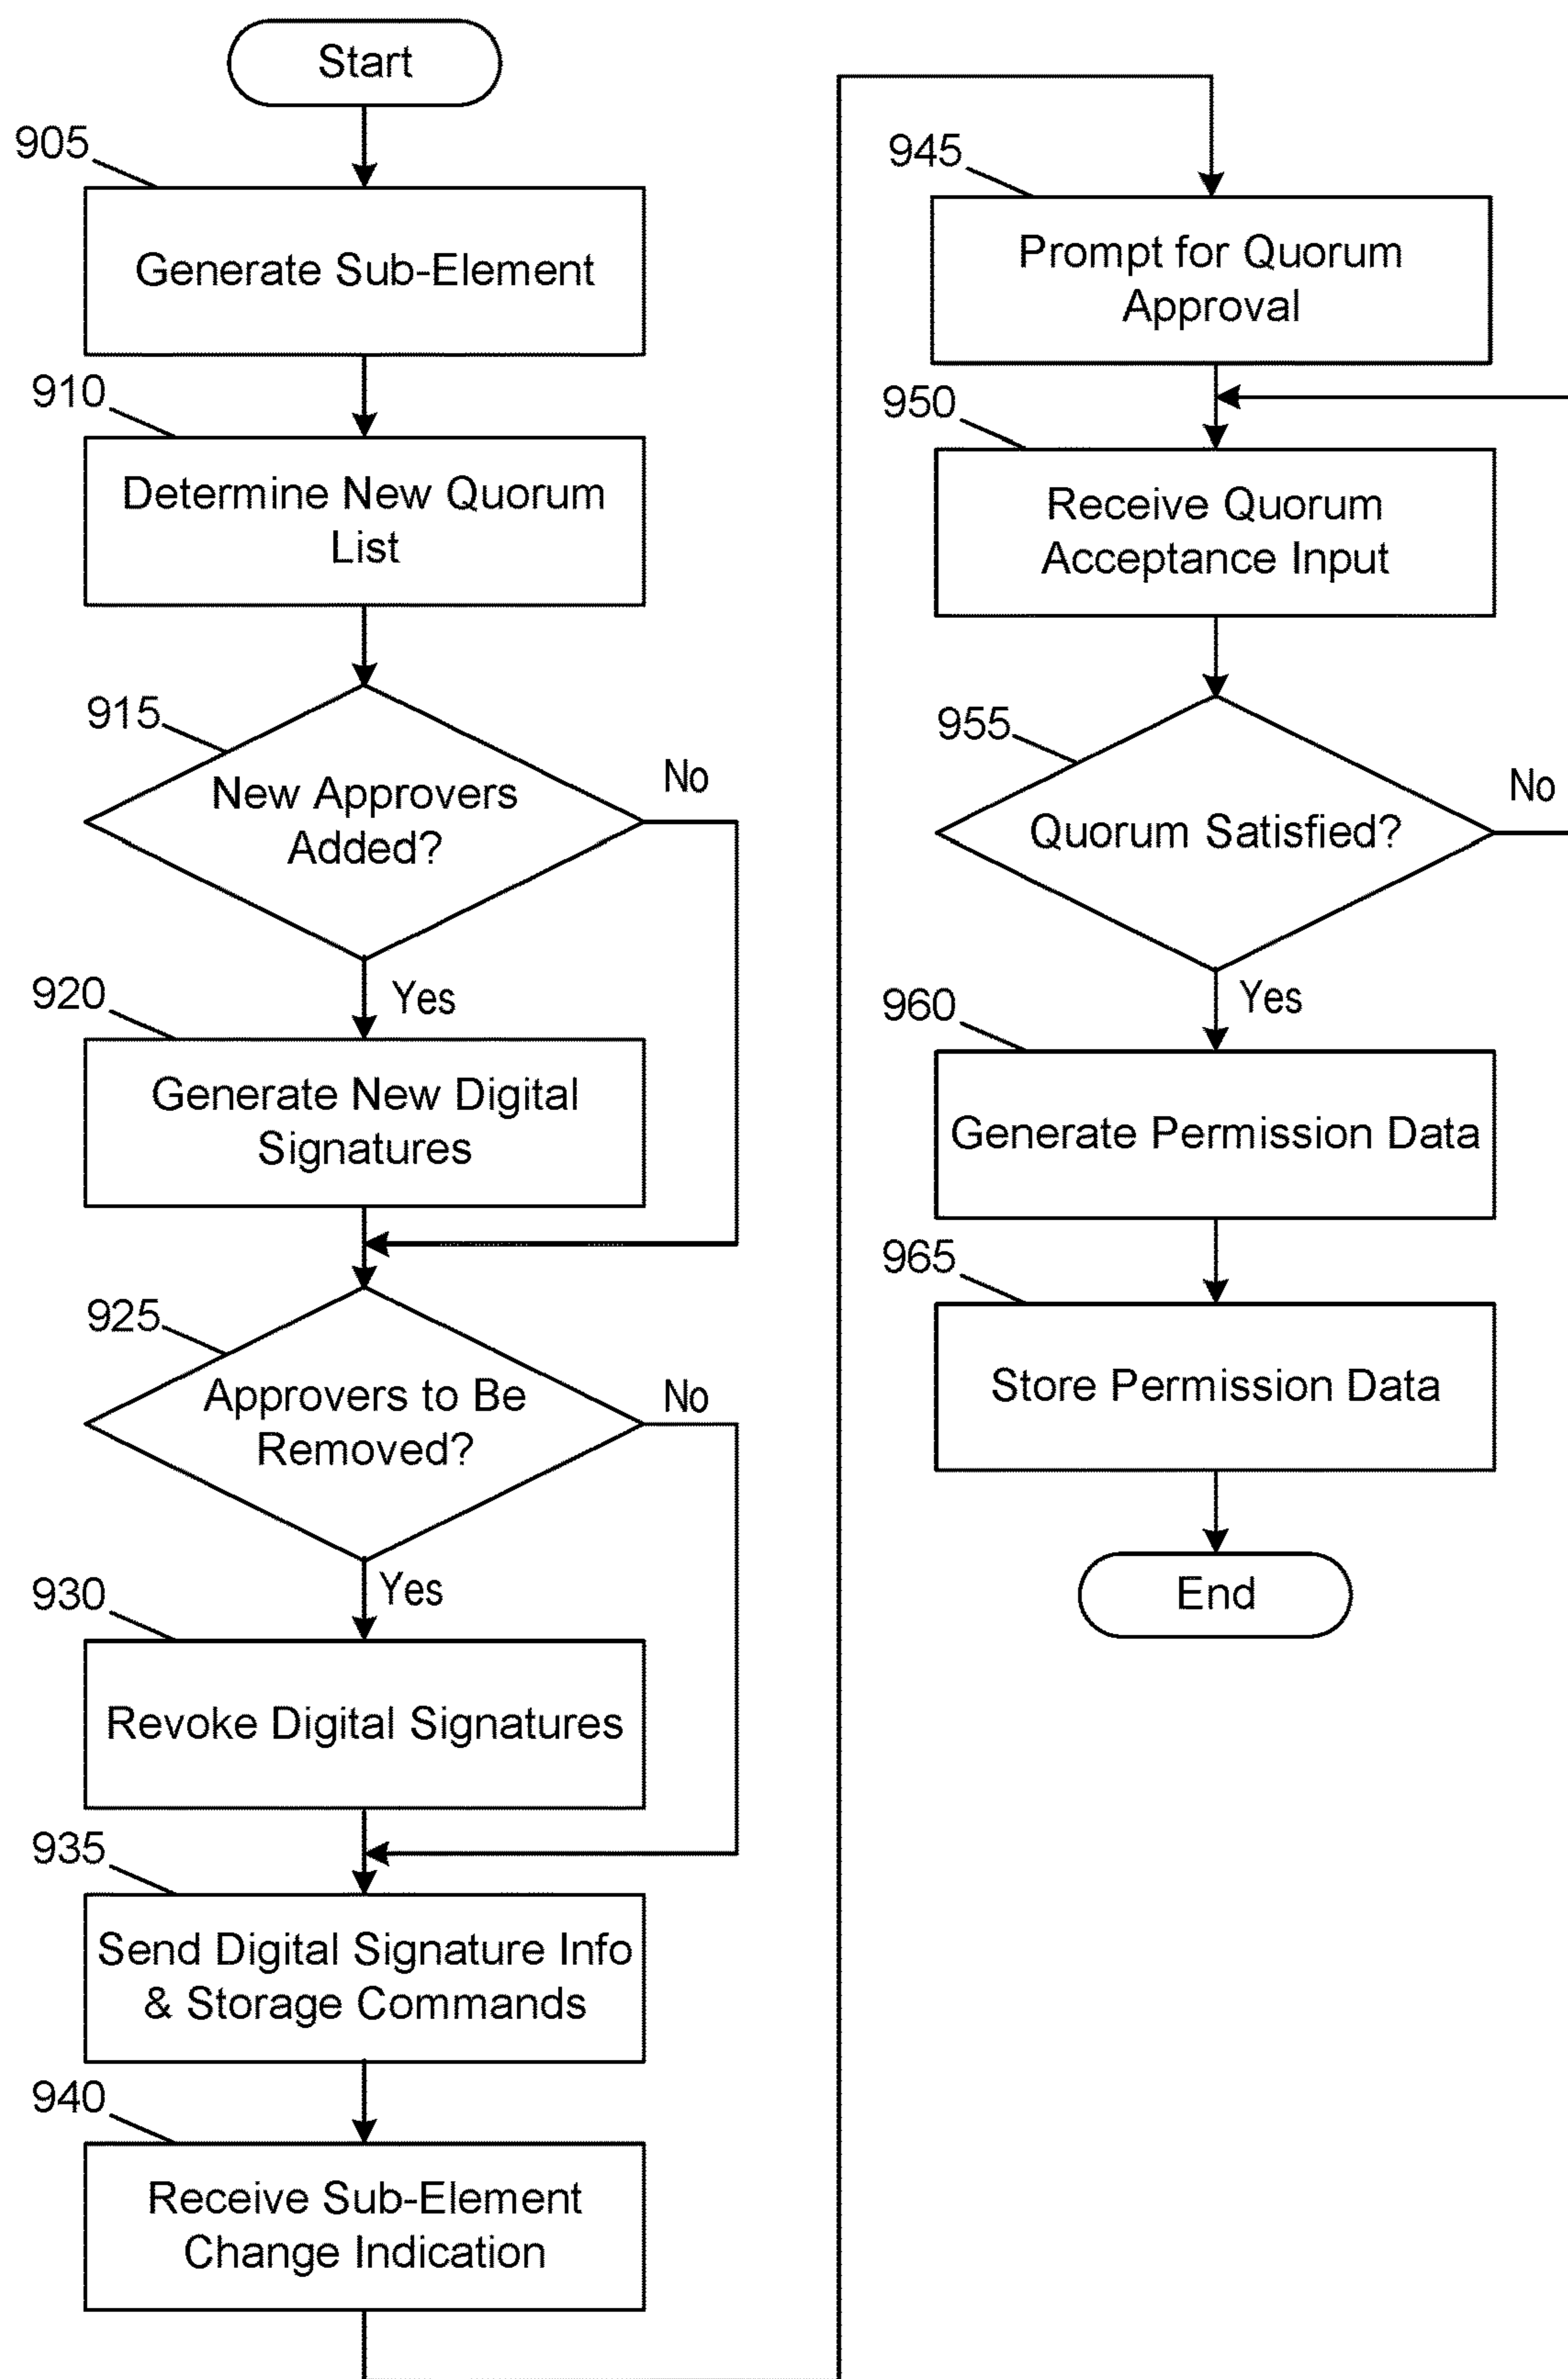 Start
905
Generate Sub-Element
910
Determine New Quorum
List
915
New Approvers
Added?
No
Yes
920
Generate New Digital
Signatures
925
Approvers to Be
Removed?
No
Yes
930
Revoke Digital Signatures
935
Send Digital Signature Info
& Storage Commands
940
Receive Sub-Element
Change Indication
945
Prompt for Quorum
Approval
950
Receive Quorum
Acceptance Input
955
Quorum Satisfied?
No
Yes
960
Generate Permission Data
965
Store Permission Data
End